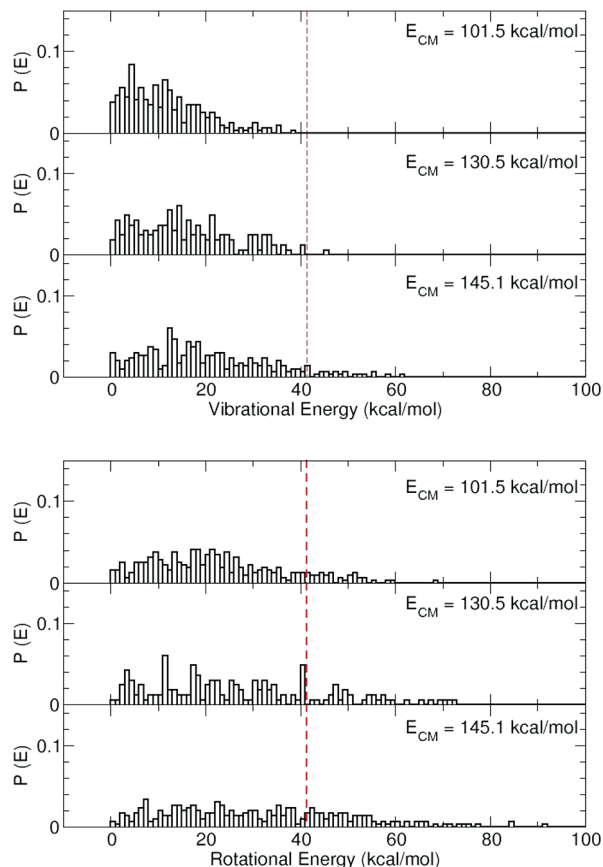 E_CM = 101.5 kcal/mol
0.1
P (E)
0
E_CM = 130.5 kcal/mol
0.1
P (E)
0
E_CM = 145.1 kcal/mol
0.1
P (E)
0
0 20 40 60 80 100
Vibrational Energy (kcal/mol)
E_CM = 101.5 kcal/mol
0.1
P (E)
0
E_CM = 130.5 kcal/mol
0.1
P (E)
0
E_CM = 145.1 kcal/mol
0.1
P (E)
0
0 20 40 60 80 100
Rotational Energy (kcal/mol)